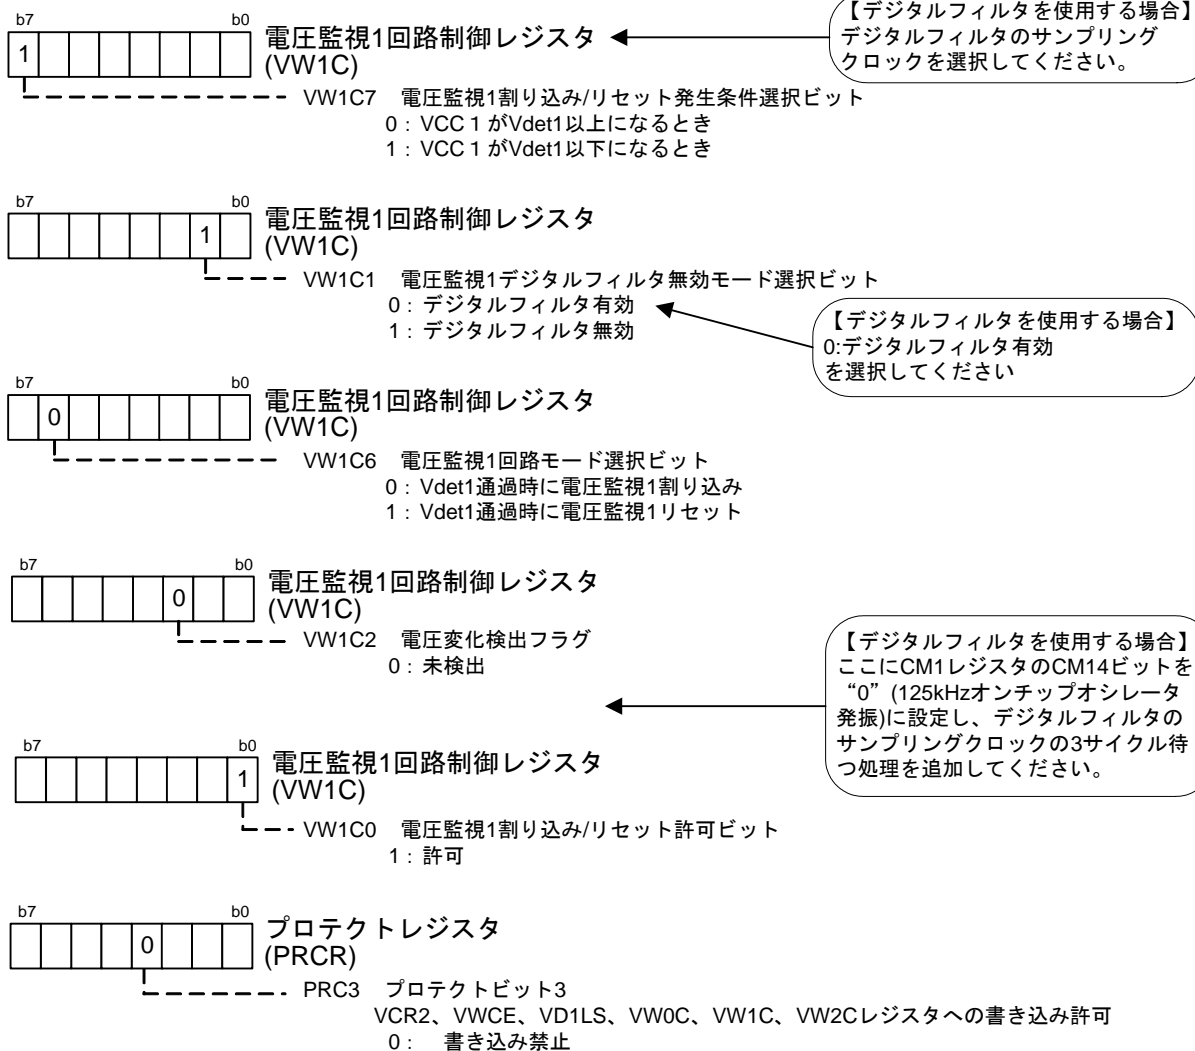 【デジタルフィルタを使用する場合】
デジタルフィルタのサンプリング
クロックを選択してください。
b7 b0
1
電圧監視1回路制御レジスタ
(VW1C)
VW1C7 電圧監視1割り込み/リセット発生条件選択ビット
0：VCC１がVdet1以上になるとき
1：VCC１がVdet1以下になるとき
b7 b0
1
電圧監視1回路制御レジスタ
(VW1C)
VW1C1 電圧監視1デジタルフィルタ無効モード選択ビット
0：デジタルフィルタ有効
1：デジタルフィルタ無効
【デジタルフィルタを使用する場合】
0:デジタルフィルタ有効
を選択してください
b7 b0
0
電圧監視1回路制御レジスタ
(VW1C)
VW1C6 電圧監視1回路モード選択ビット
0：Vdet1通過時に電圧監視1割り込み
1：Vdet1通過時に電圧監視1リセット
b7 b0
0
電圧監視1回路制御レジスタ
(VW1C)
VW1C2 電圧変化検出フラグ
0：未検出
【デジタルフィルタを使用する場合】
ここにCM1レジスタのCM14ビットを
“0”(125kHzオンチップオシレータ
発振)に設定し、デジタルフィルタの
サンプリングクロックの3サイクル待
つ処理を追加してください。
b7 b0
1
電圧監視1回路制御レジスタ
(VW1C)
VW1C0 電圧監視1割り込み/リセット許可ビット
1：許可
b7 b0
0
プロテクトレジスタ
(PRCR)
PRC3 プロテクトビット3
VCR2、VWCE、VD1LS、VW0C、VW1C、VW2Cレジスタへの書き込み許可
0： 書き込み禁止